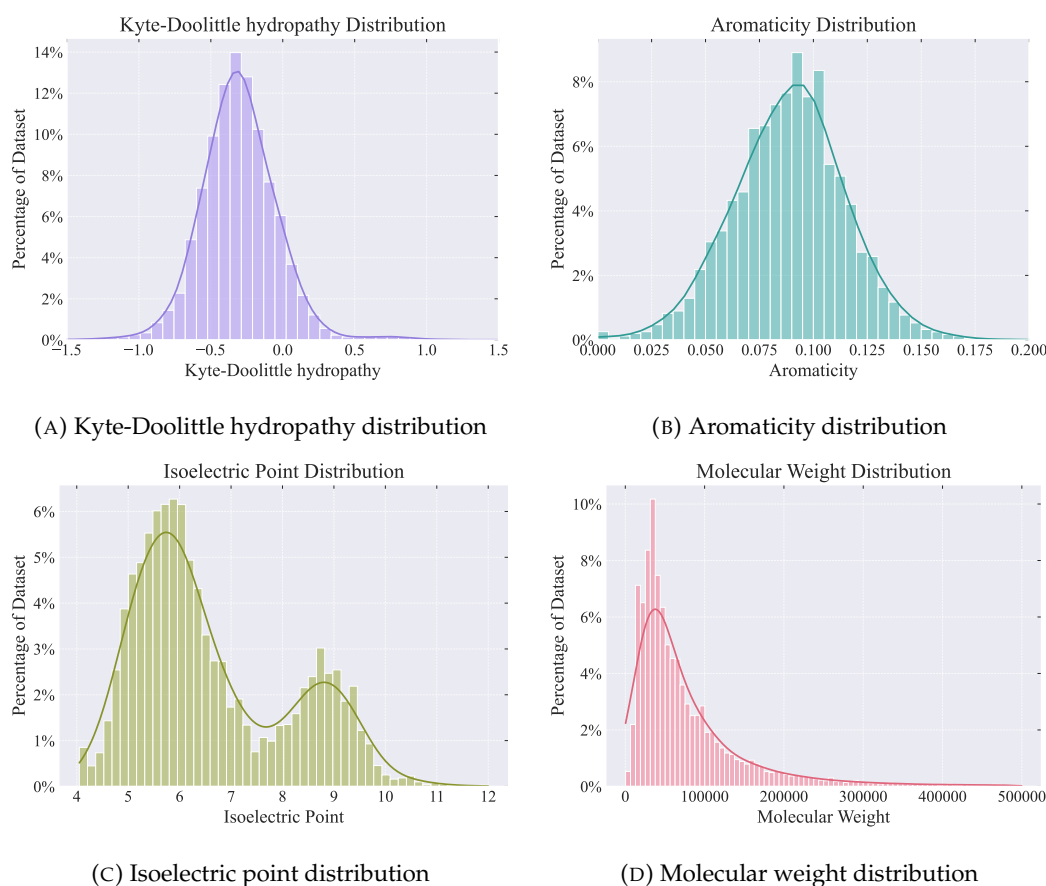 Kyte-Doolittle hydropathy Distribution
Percentage of Dataset
14%
12%
10%
8%
6%
4%
2%
0%
−1.5 −1.0 −0.5 0.0 0.5 1.0 1.5
Kyte-Doolittle hydropathy
(A) Kyte-Doolittle hydropathy distribution
Aromaticity Distribution
Percentage of Dataset
8%
6%
4%
2%
0%
0.000 0.025 0.050 0.075 0.100 0.125 0.150 0.175 0.200
Aromaticity
(B) Aromaticity distribution
Isoelectric Point Distribution
Percentage of Dataset
6%
5%
4%
3%
2%
1%
0%
4 5 6 7 8 9 10 11 12
Isoelectric Point
(C) Isoelectric point distribution
Molecular Weight Distribution
Percentage of Dataset
10%
8%
6%
4%
2%
0%
0 100000 200000 300000 400000 500000
Molecular Weight
(D) Molecular weight distribution